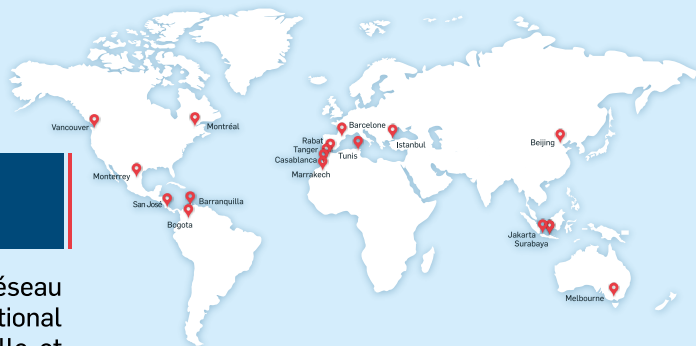 Vancouver
Montréal
Monterrey
San José
Barranquilla
Bogota
Barcelone
Istanbul
Rabat
Tanger
Casablanca
Tunis
Marrakech
Beijing
Jakarta
Surabaya
Melbourne
éseau
tional
et